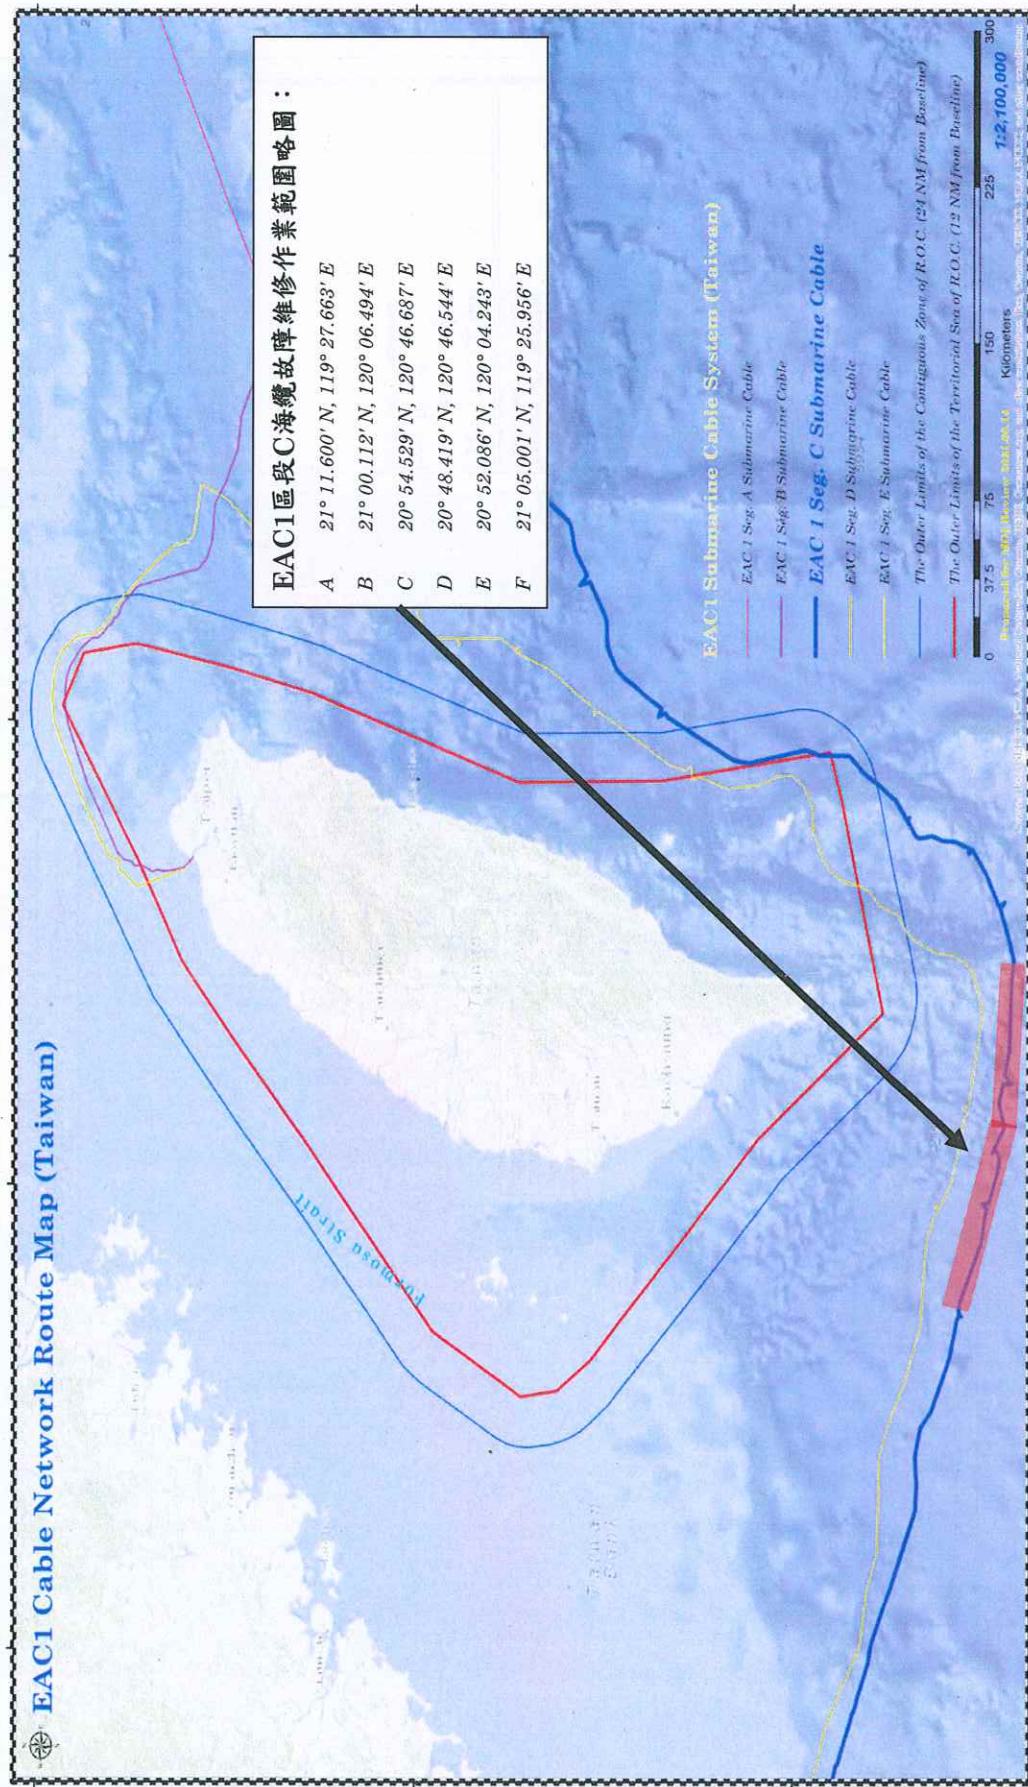 EAC1 Cable Network Route Map (Taiwan)
EAC1區段C海纜故障維修作業範圍略圖：
A 21° 11.600' N, 119° 27.663' E
B 21° 00.112' N, 120° 06.494' E
C 20° 54.529' N, 120° 46.687' E
D 20° 48.419' N, 120° 46.544' E
E 20° 52.086' N, 120° 04.243' E
F 21° 05.001' N, 119° 25.956' E
Formosa Strait
Taipei
EAC1 Submarine Cable System (Taiwan)
EAC 1 Seg. A Submarine Cable
EAC 1 Seg. B Submarine Cable
EAC 1 Seg. C Submarine Cable
EAC 1 Seg. D Submarine Cable
EAC 1 Seg. E Submarine Cable
The Outer Limits of the Contiguous Zone of R.O.C. (24 NM from Baseline)
The Outer Limits of the Territorial Sea of R.O.C. (12 NM from Baseline)
0 37.5 75 150 225 300
Kilometers
1:2,100,000